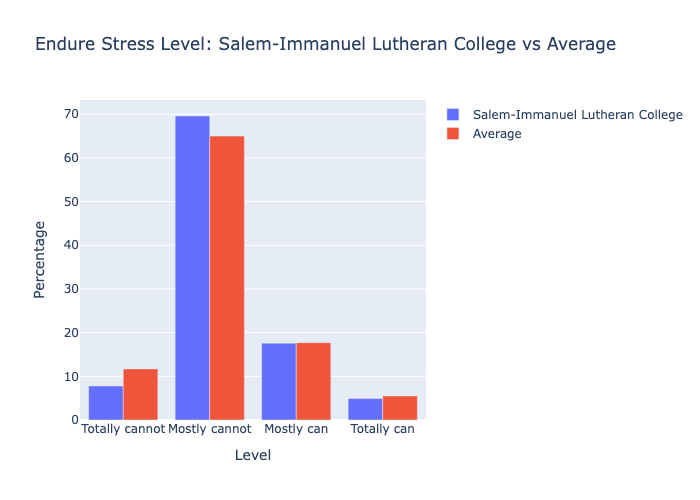 Endure Stress Level: Salem-Immanuel Lutheran College vs Average
Salem-Immanuel Lutheran College
Average
Percentage
70
60
50
40
30
20
10
0
Totally cannot
Mostly cannot
Mostly can
Totally can
Level